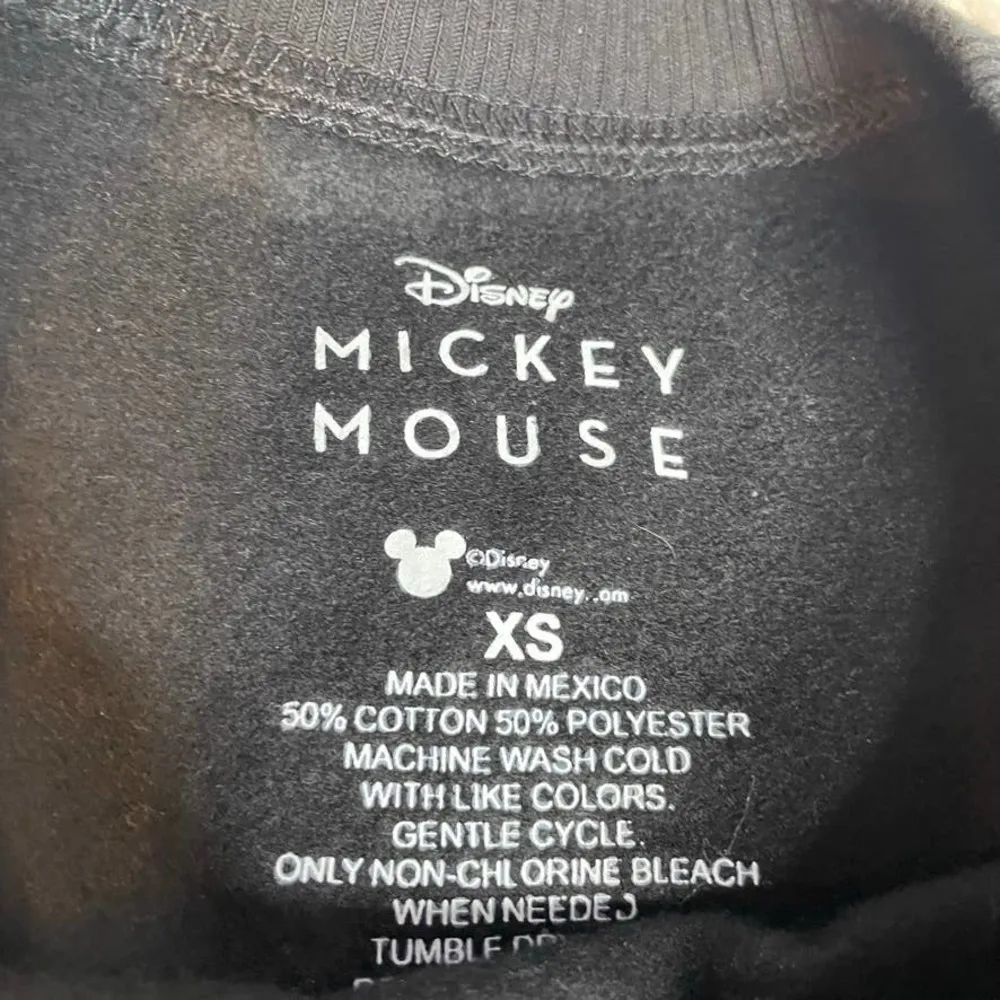 Disney
MICKEY
MOUSE
©Disney
www.disney..om
XS
MADE IN MEXICO
50% COTTON 50% POLYESTER
MACHINE WASH COLD
WITH LIKE COLORS.
GENTLE CYCLE.
ONLY NON-CHLORINE BLEACH
WHEN NEEDED
TUMBLE